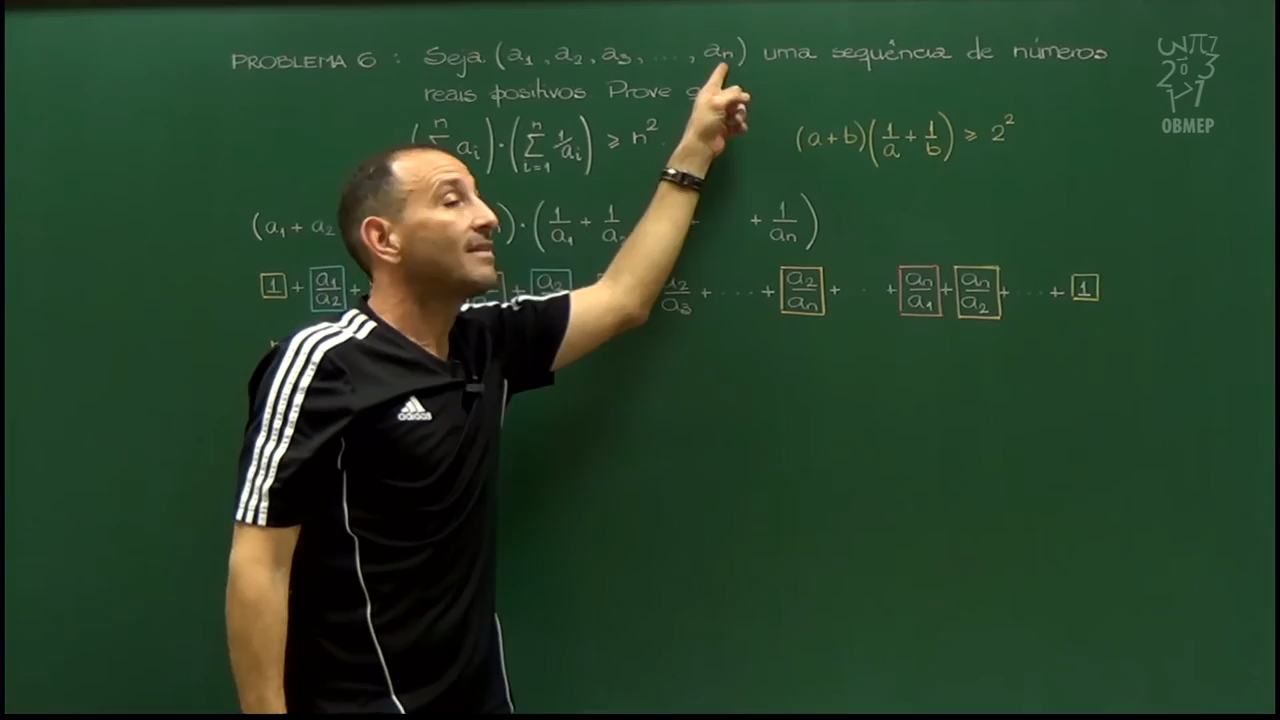 PROBLEMA 6 : Seja (a₁, a₂, a₃, ..., aₙ) uma sequência de números
reais positivos. Prove
aᵢ)·(∑ᵢ₌₁ⁿ 1/aᵢ) ≥ n². (a+b)(1/a + 1/b) ≥ 2²
(a₁ + a₂ )·(1/a₁ + 1/ + 1/aₙ)
1 + a₁/a₂ + + a₂/a₃ + ..... + a₂/aₙ + .. + aₙ/a₁ + aₙ/a₂ + .... + 1
OBMEP
adidas